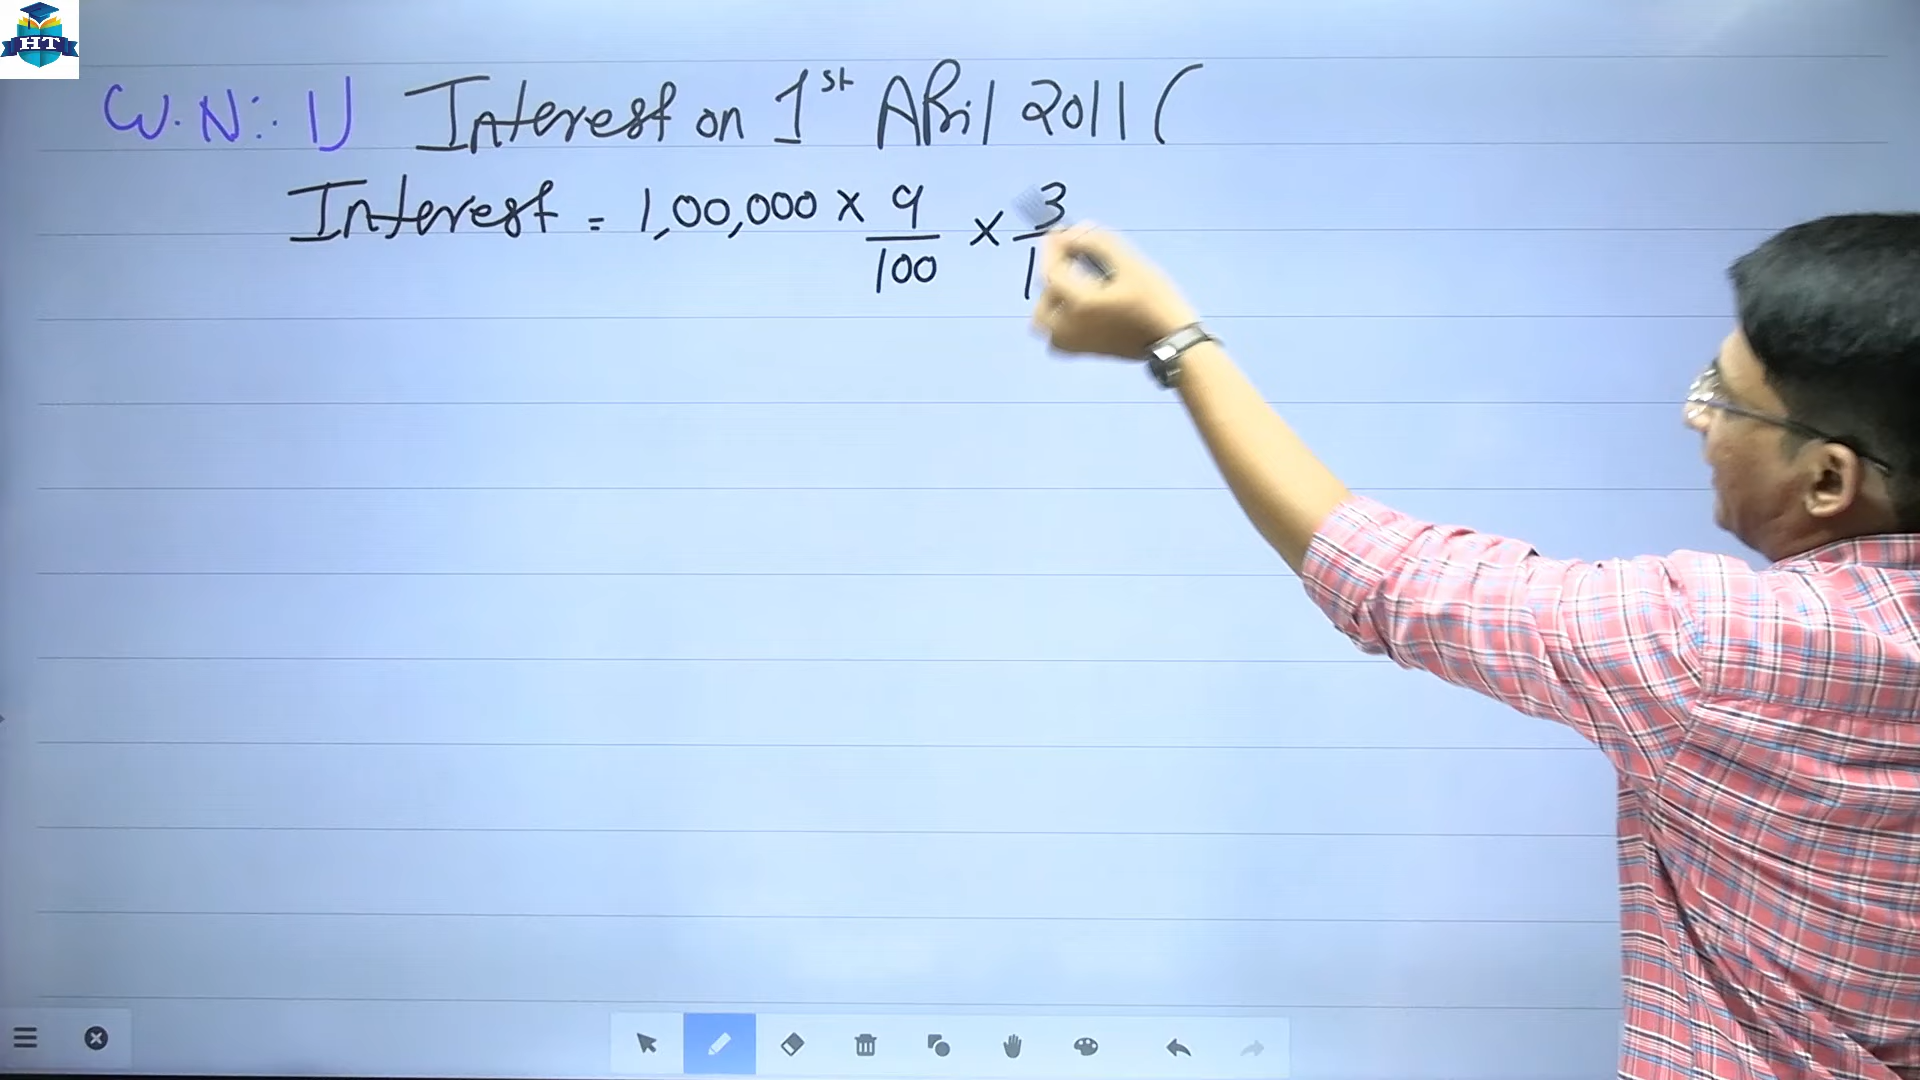 HT
W.N:. 1) Interest on 1st April 2011 (
Interest = 1,00,000 × 9/100 × 3/1